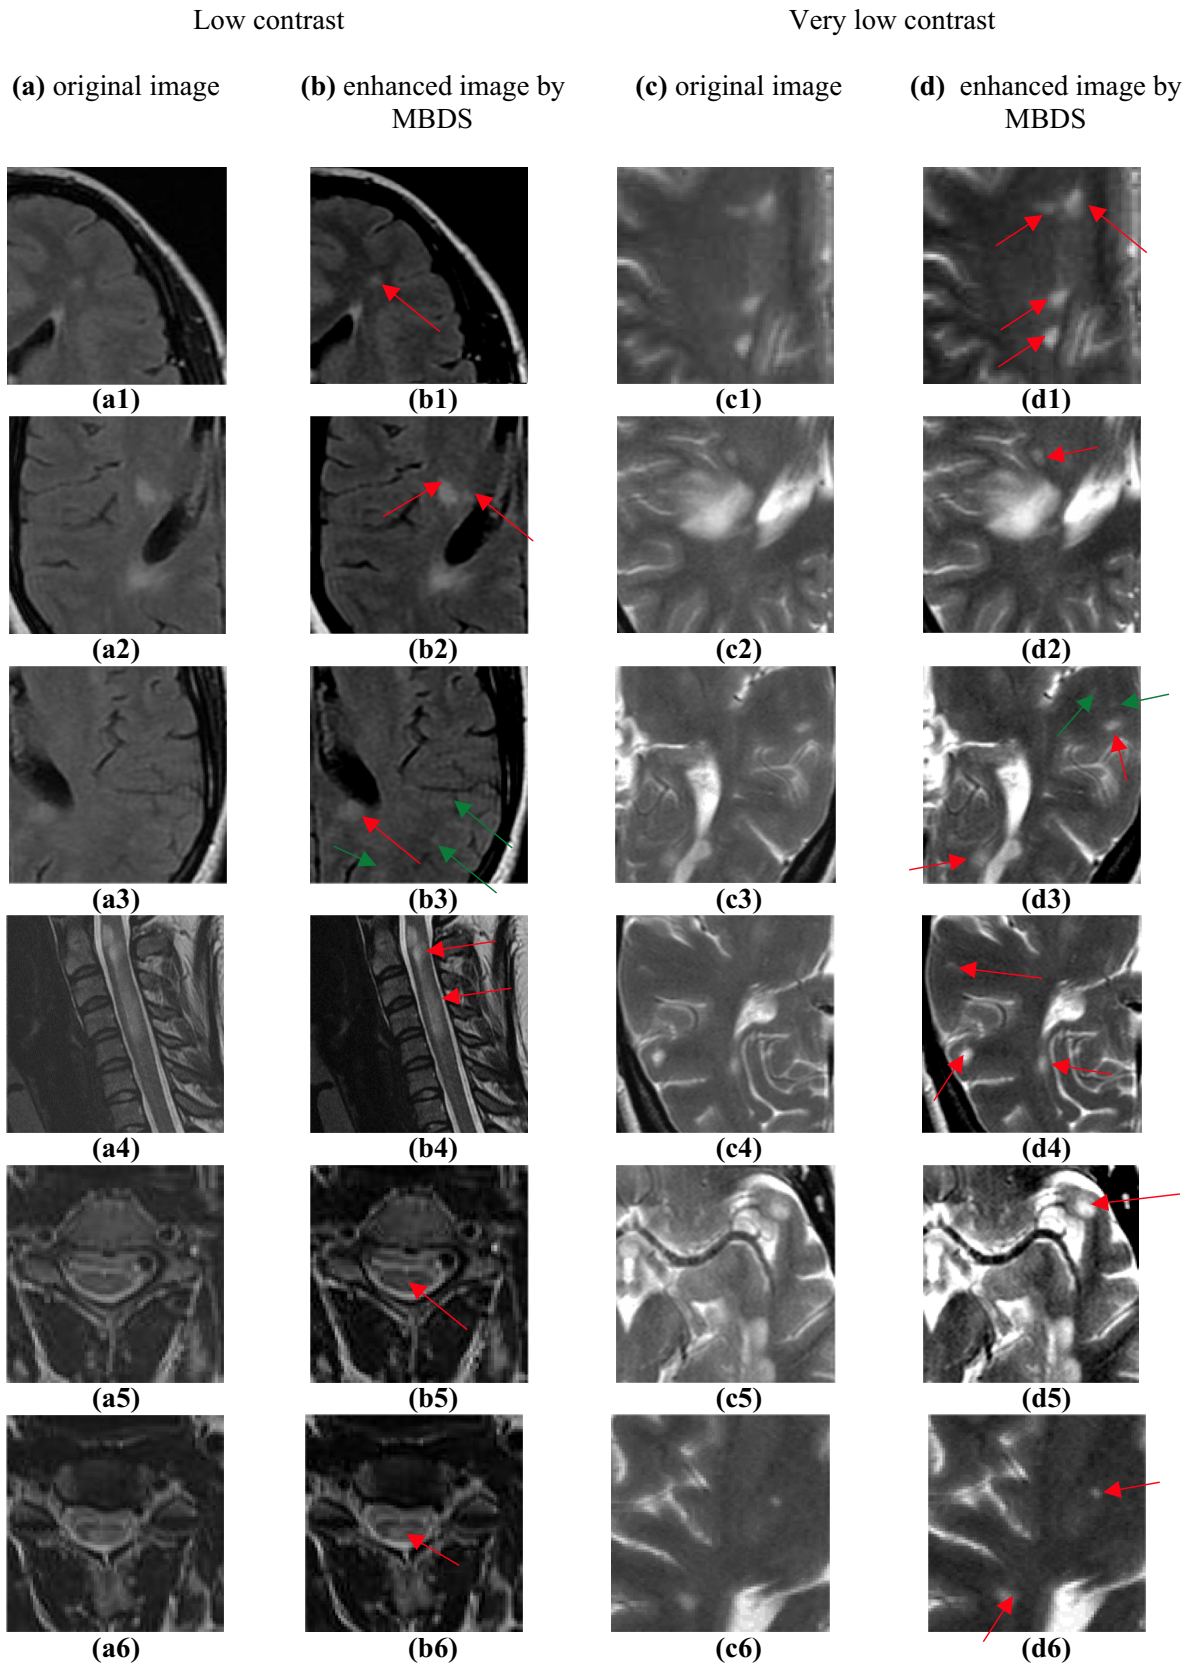 Low contrast Very low contrast
(a) original image (b) enhanced image by MBDS (c) original image (d) enhanced image by MBDS
(a1) (b1) (c1) (d1)
(a2) (b2) (c2) (d2)
(a3) (b3) (c3) (d3)
(a4) (b4) (c4) (d4)
(a5) (b5) (c5) (d5)
(a6) (b6) (c6) (d6)